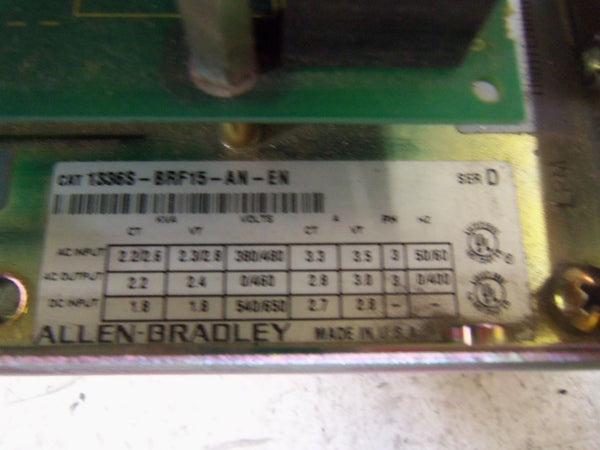 CAT 1336S-BRF15-AN-EN SER D
KVA VOLTS A PH HZ
CT VT CT VT
AC INPUT 2.2/2.6 2.3/2.8 380/480 3.3 3.5 3 50/60
AC OUTPUT 2.2 2.4 0/460 2.8 3.0 3 0/400
DC INPUT 1.8 1.8 540/650 2.7 2.8 - -
ALLEN-BRADLEY MADE IN U.S.A